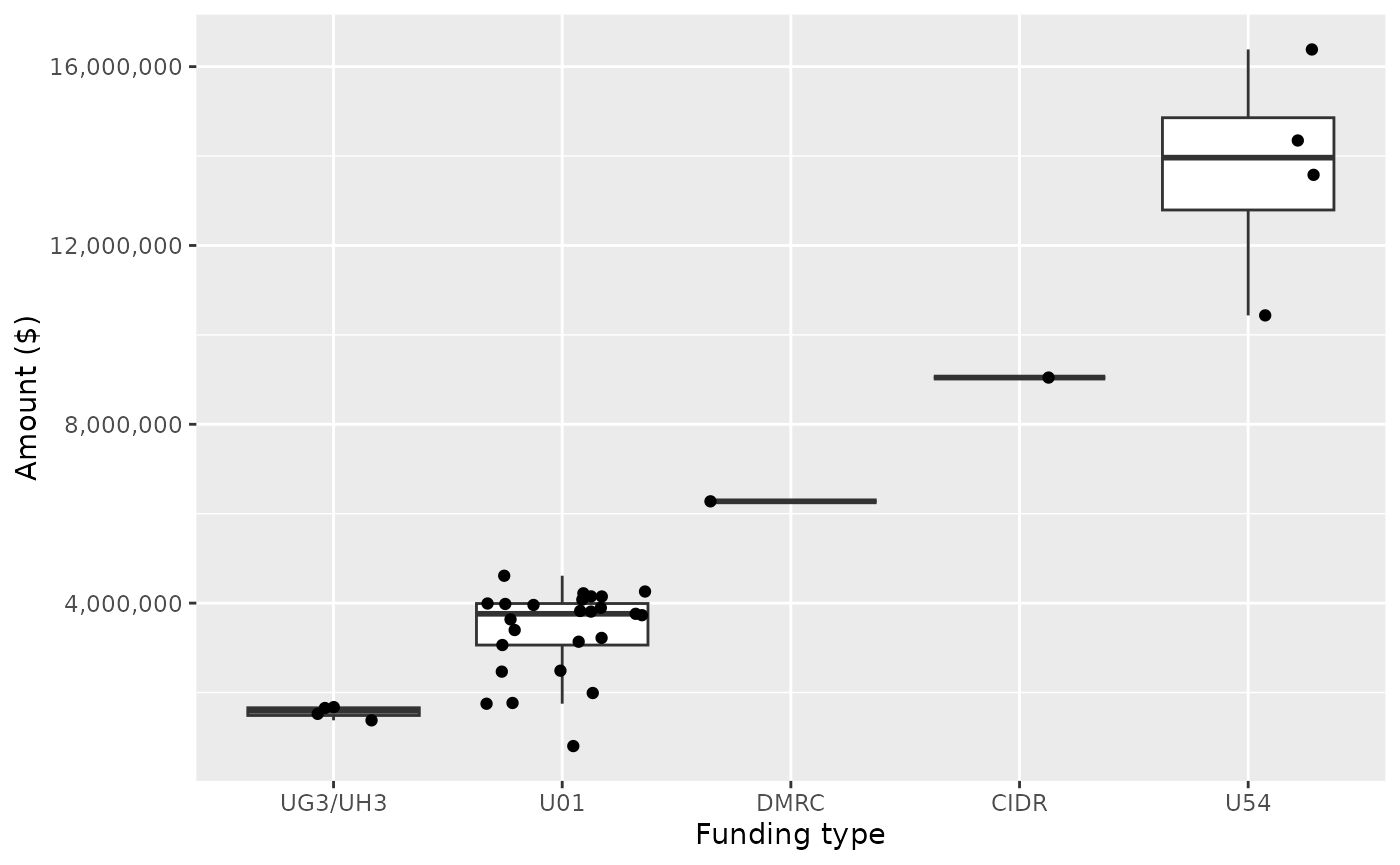 Amount ($)
16,000,000
12,000,000
8,000,000
4,000,000
UG3/UH3 U01 DMRC CIDR U54
Funding type